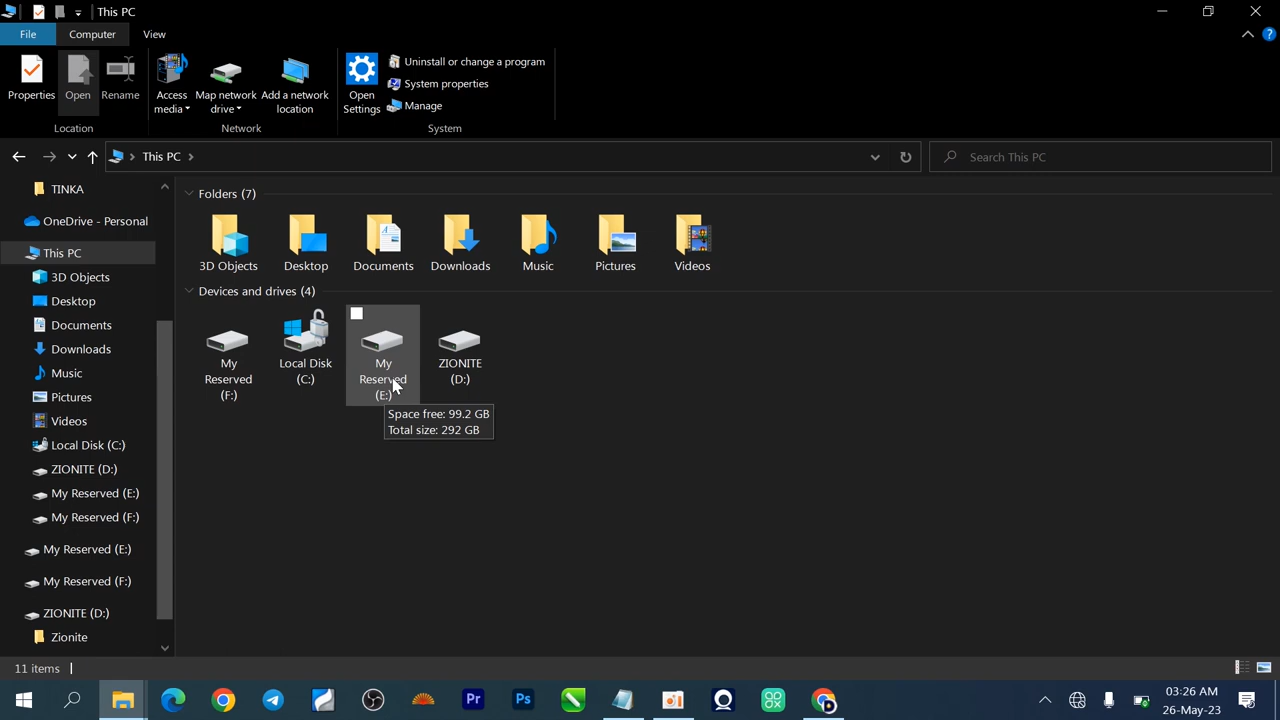 This PC
File Computer View
Properties Open Rename Access media Map network drive Add a network location Open Settings
Uninstall or change a program
System properties
Manage
Location Network System
This PC
Search This PC
TINKA
OneDrive - Personal
This PC
3D Objects
Desktop
Documents
Downloads
Music
Pictures
Videos
Local Disk (C:)
ZIONITE (D:)
My Reserved (E:)
My Reserved (F:)
My Reserved (E:)
My Reserved (F:)
ZIONITE (D:)
Zionite
Folders (7)
3D Objects Desktop Documents Downloads Music Pictures Videos
Devices and drives (4)
My Reserved (F:)
Local Disk (C:)
My Reserved (E:)
ZIONITE (D:)
Space free: 99.2 GB
Total size: 292 GB
11 items
Pr Ps
03:26 AM
26-May-23